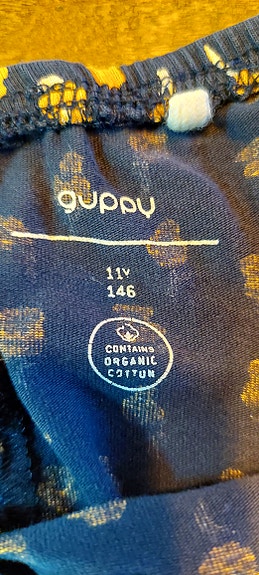 guppy
11Y
146
CONTAINS
ORGANIC
COTTON